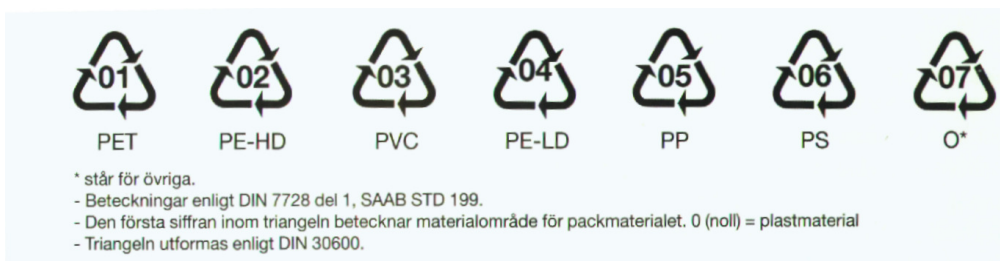 01 02 03 04 05 06 07
PET PE-HD PVC PE-LD PP PS O*
* står för övriga.
- Beteckningar enligt DIN 7728 del 1, SAAB STD 199.
- Den första siffran inom triangeln betecknar materialområde för packmaterialet. 0 (noll) = plastmaterial
- Triangeln utformas enligt DIN 30600.